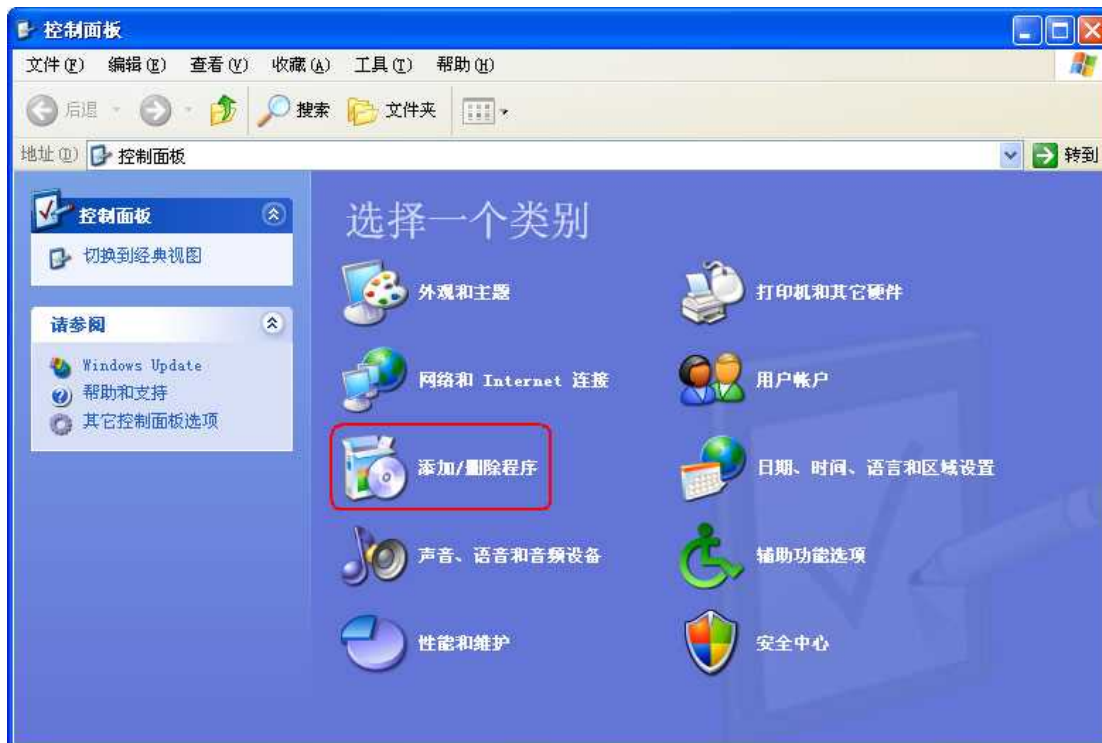 控制面板
文件(F) 编辑(E) 查看(V) 收藏(A) 工具(T) 帮助(H)
后退 搜索 文件夹
地址(D) 控制面板 转到
控制面板
切换到经典视图
请参阅
Windows Update
帮助和支持
其它控制面板选项
选择一个类别
外观和主题
打印机和其它硬件
网络和 Internet 连接
用户帐户
添加/删除程序
日期、时间、语言和区域设置
声音、语音和音频设备
辅助功能选项
性能和维护
安全中心